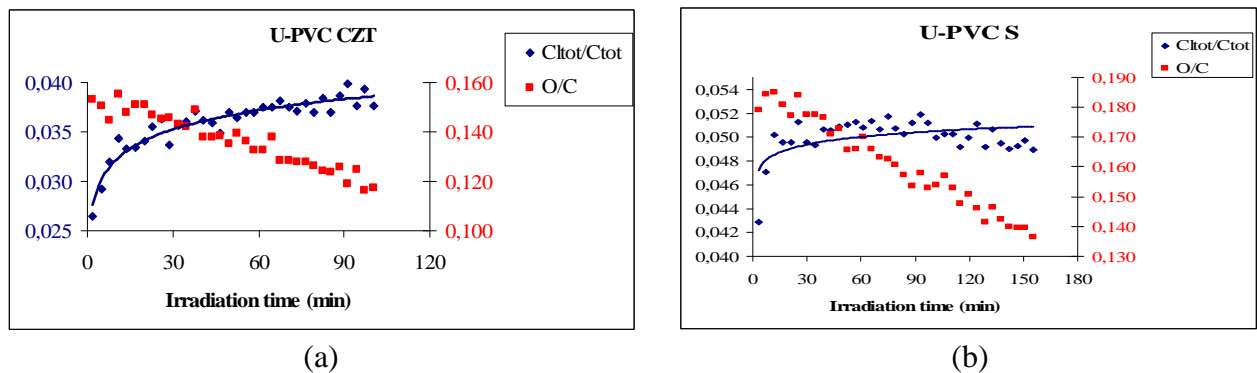 U-PVC CZT
Cltot/Ctot
O/C
0,040
0,035
0,030
0,025
0,160
0,140
0,120
0,100
0 30 60 90 120
Irradiation time (min)
(a)
U-PVC S
Cltot/Ctot
O/C
0,054
0,052
0,050
0,048
0,046
0,044
0,042
0,040
0,190
0,180
0,170
0,160
0,150
0,140
0,130
0 30 60 90 120 150 180
Irradiation time (min)
(b)